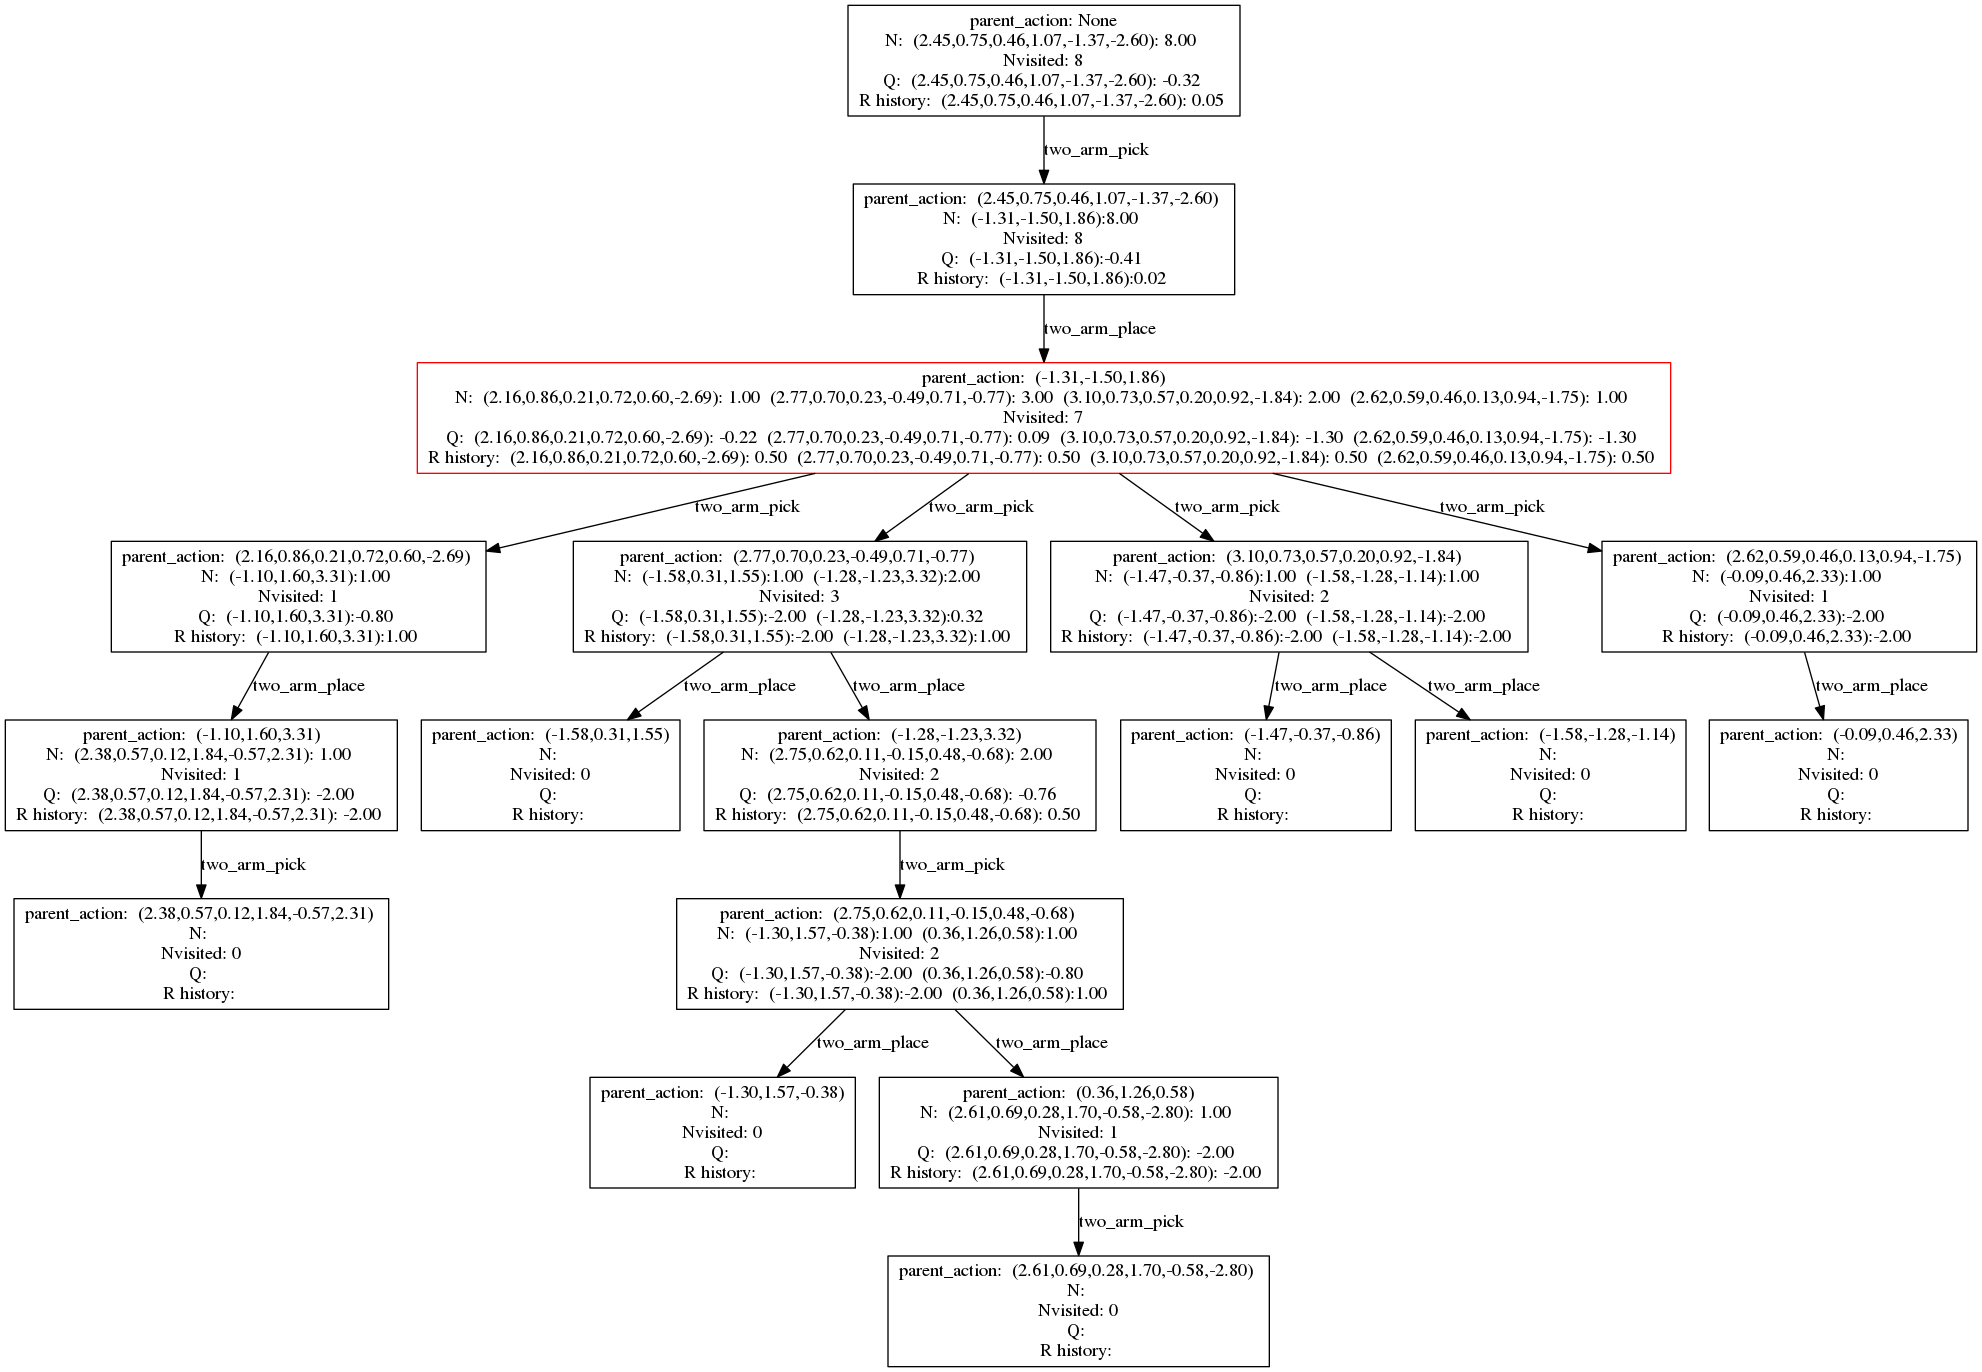 parent_action: None
N: (2.45,0.75,0.46,1.07,-1.37,-2.60): 8.00
Nvisited: 8
Q: (2.45,0.75,0.46,1.07,-1.37,-2.60): -0.32
R history: (2.45,0.75,0.46,1.07,-1.37,-2.60): 0.05
two_arm_pick
parent_action: (2.45,0.75,0.46,1.07,-1.37,-2.60)
N: (-1.31,-1.50,1.86):8.00
Nvisited: 8
Q: (-1.31,-1.50,1.86):-0.41
R history: (-1.31,-1.50,1.86):0.02
two_arm_place
parent_action: (-1.31,-1.50,1.86)
N: (2.16,0.86,0.21,0.72,0.60,-2.69): 1.00 (2.77,0.70,0.23,-0.49,0.71,-0.77): 3.00 (3.10,0.73,0.57,0.20,0.92,-1.84): 2.00 (2.62,0.59,0.46,0.13,0.94,-1.75): 1.00
Nvisited: 7
Q: (2.16,0.86,0.21,0.72,0.60,-2.69): -0.22 (2.77,0.70,0.23,-0.49,0.71,-0.77): 0.09 (3.10,0.73,0.57,0.20,0.92,-1.84): -1.30 (2.62,0.59,0.46,0.13,0.94,-1.75): -1.30
R history: (2.16,0.86,0.21,0.72,0.60,-2.69): 0.50 (2.77,0.70,0.23,-0.49,0.71,-0.77): 0.50 (3.10,0.73,0.57,0.20,0.92,-1.84): 0.50 (2.62,0.59,0.46,0.13,0.94,-1.75): 0.50
two_arm_pick
two_arm_pick
two_arm_pick
two_arm_pick
parent_action: (2.16,0.86,0.21,0.72,0.60,-2.69)
N: (-1.10,1.60,3.31):1.00
Nvisited: 1
Q: (-1.10,1.60,3.31):-0.80
R history: (-1.10,1.60,3.31):1.00
parent_action: (2.77,0.70,0.23,-0.49,0.71,-0.77)
N: (-1.58,0.31,1.55):1.00 (-1.28,-1.23,3.32):2.00
Nvisited: 3
Q: (-1.58,0.31,1.55):-2.00 (-1.28,-1.23,3.32):0.32
R history: (-1.58,0.31,1.55):-2.00 (-1.28,-1.23,3.32):1.00
parent_action: (3.10,0.73,0.57,0.20,0.92,-1.84)
N: (-1.47,-0.37,-0.86):1.00 (-1.58,-1.28,-1.14):1.00
Nvisited: 2
Q: (-1.47,-0.37,-0.86):-2.00 (-1.58,-1.28,-1.14):-2.00
R history: (-1.47,-0.37,-0.86):-2.00 (-1.58,-1.28,-1.14):-2.00
parent_action: (2.62,0.59,0.46,0.13,0.94,-1.75)
N: (-0.09,0.46,2.33):1.00
Nvisited: 1
Q: (-0.09,0.46,2.33):-2.00
R history: (-0.09,0.46,2.33):-2.00
two_arm_place
two_arm_place
two_arm_place
two_arm_place
two_arm_place
two_arm_place
parent_action: (-1.10,1.60,3.31)
N: (2.38,0.57,0.12,1.84,-0.57,2.31): 1.00
Nvisited: 1
Q: (2.38,0.57,0.12,1.84,-0.57,2.31): -2.00
R history: (2.38,0.57,0.12,1.84,-0.57,2.31): -2.00
parent_action: (-1.58,0.31,1.55)
N:
Nvisited: 0
Q:
R history:
parent_action: (-1.28,-1.23,3.32)
N: (2.75,0.62,0.11,-0.15,0.48,-0.68): 2.00
Nvisited: 2
Q: (2.75,0.62,0.11,-0.15,0.48,-0.68): -0.76
R history: (2.75,0.62,0.11,-0.15,0.48,-0.68): 0.50
parent_action: (-1.47,-0.37,-0.86)
N:
Nvisited: 0
Q:
R history:
parent_action: (-1.58,-1.28,-1.14)
N:
Nvisited: 0
Q:
R history:
parent_action: (-0.09,0.46,2.33)
N:
Nvisited: 0
Q:
R history:
two_arm_pick
two_arm_pick
parent_action: (2.38,0.57,0.12,1.84,-0.57,2.31)
N:
Nvisited: 0
Q:
R history:
parent_action: (2.75,0.62,0.11,-0.15,0.48,-0.68)
N: (-1.30,1.57,-0.38):1.00 (0.36,1.26,0.58):1.00
Nvisited: 2
Q: (-1.30,1.57,-0.38):-2.00 (0.36,1.26,0.58):-0.80
R history: (-1.30,1.57,-0.38):-2.00 (0.36,1.26,0.58):1.00
two_arm_place
two_arm_place
parent_action: (-1.30,1.57,-0.38)
N:
Nvisited: 0
Q:
R history:
parent_action: (0.36,1.26,0.58)
N: (2.61,0.69,0.28,1.70,-0.58,-2.80): 1.00
Nvisited: 1
Q: (2.61,0.69,0.28,1.70,-0.58,-2.80): -2.00
R history: (2.61,0.69,0.28,1.70,-0.58,-2.80): -2.00
two_arm_pick
parent_action: (2.61,0.69,0.28,1.70,-0.58,-2.80)
N:
Nvisited: 0
Q:
R history: